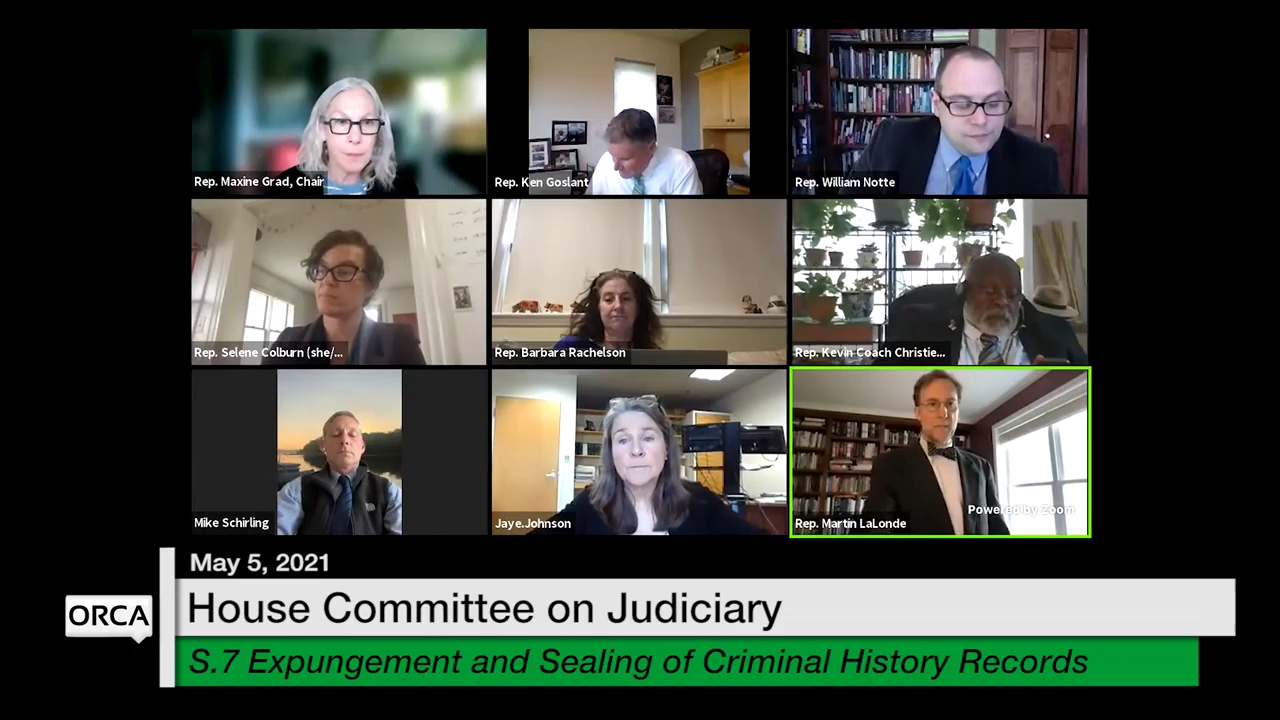 Rep. Maxine Grad, Chair
Rep. Ken Goslant
Rep. William Notte
Rep. Selene Colburn (she/...
Rep. Barbara Rachelson
Rep. Kevin Coach Christie...
Mike Schirling
Jaye.Johnson
Rep. Martin LaLonde
Powered by Zoom
May 5, 2021
ORCA
House Committee on Judiciary
S.7 Expungement and Sealing of Criminal History Records